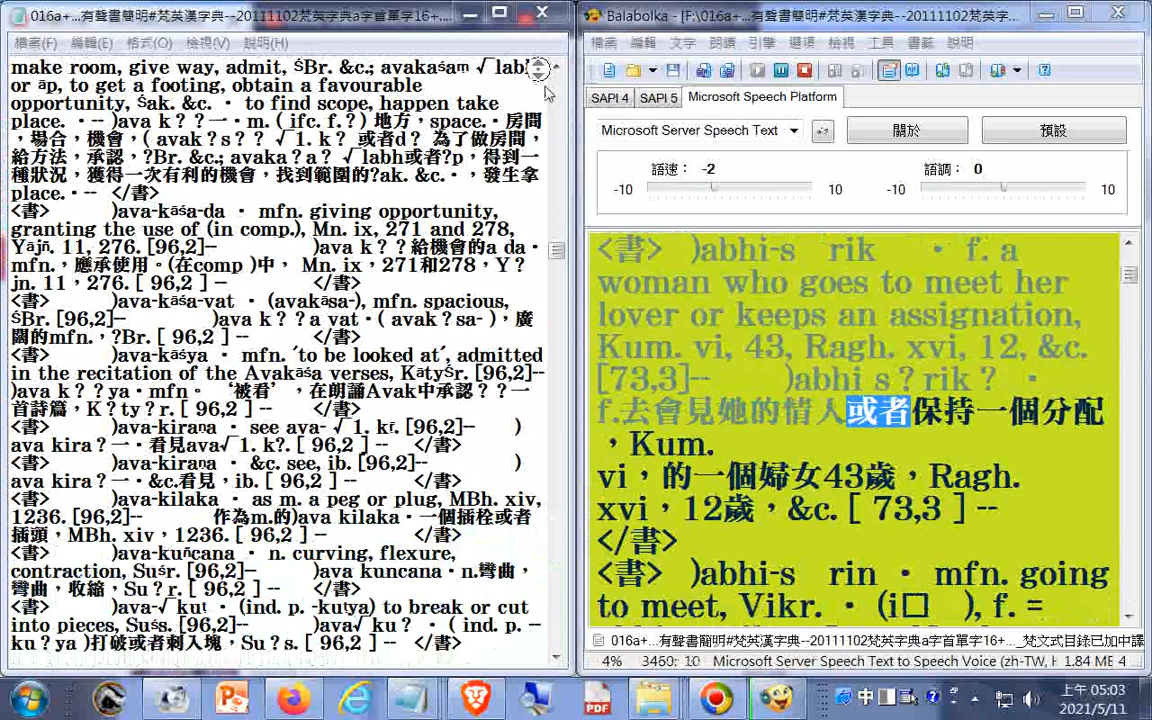 016a+...有聲書簡明#梵英漢字典--20111102梵英字典a字首單字16+...
檔案(F) 編輯(E) 格式(O) 檢視(V) 說明(H)
make room, give way, admit, ŚBr. &c.; avakaśaṃ √labh
or āp, to get a footing, obtain a favourable
opportunity, Śak. &c. • to find scope, happen take
place. •-- )ava k？？一•m. ( ifc. f.？) 地方，space.•房間
，場合，機會，( avak？s？？ √1. k？ 或者d？ 為了做房間，
給方法，承認，?Br. &c.; avaka？a？ √labh或者?p，得到一
種狀況，獲得一次有利的機會，找到範圍的?ak. &c.•，發生拿
place.•-- </書>
<書> )ava-kāśa-da • mfn. giving opportunity,
granting the use of (in comp.), Mn. ix, 271 and 278,
Yājñ. 11, 276. [96,2]-- )ava k？？給機會的a da•
mfn.，應承使用。(在comp )中， Mn. ix，271和278，Y？
jn. 11，276. [96,2 ] </書>
<書> )ava-kāśa-vat • (avakāśa-), mfn. spacious,
ŚBr. [96,2]-- )ava k？？a vat•( avak？sa- )，廣
闊的mfn.，?Br. [ 96,2 ] </書>
<書> )ava-kāśya • mfn. 'to be looked at', admitted
in the recitation of the Avakāśa verses, KātyŚr. [96,2]--
)ava k？？ya•mfn。‘被看’，在朗誦Avak中承認？？一
首詩篇，K？ty？r. [ 96,2 ] -- </書>
<書> )ava-kiraṇa • see ava-√1. kṝ. [96,2]-- )
ava kira？一•看見ava√1. k?. [ 96,2 ] </書>
<書> )ava-kiraṇa • &c. see, ib. [96,2]-- )
ava kira？一•&c.看見，ib. [ 96,2 ] </書>
<書> )ava-kilaka • as m. a peg or plug, MBh. xiv,
1236. [96,2]-- 作為m.的)ava kilaka•一個插栓或者
插頭，MBh. xiv，1236. [ 96,2 ] </書>
<書> )ava-kuñcana • n. curving, flexure,
contraction, Suśr. [96,2]-- )ava kuncana•n.彎曲，
彎曲，收縮，Su？r. [ 96,2 ] </書>
<書> )ava-√kuṭ • (ind. p. -kuṭya) to break or cut
into pieces, Suśs. [96,2]-- )ava√ku？•( ind. p. --
ku？ya )打破或者剌入塊，Su？s. [ 96,2 ] </書>
Balabolka - [F:\016a+...有聲書簡明#梵英漢字典--20111102梵英字...
檔案 編輯 文字 朗讀 引擎 選項 檢視 工具 書籤 說明
SAPI 4 SAPI 5 Microsoft Speech Platform
Microsoft Server Speech Text 關於 預設
語速： -2 語調： 0
-10 10 -10 10
<書> )abhi-s rik • f. a
woman who goes to meet her
lover or keeps an assignation,
Kum. vi, 43, Ragh. xvi, 12, &c.
[73,3]-- )abhi s？rik？ •
f.去會見她的情人或者保持一個分配
，Kum.
vi，的一個婦女43歲，Ragh.
xvi，12歲，&c. [ 73,3 ] --
</書>
<書> )abhi-s rin • mfn. going
to meet, Vikr. • (i□ ), f. =
016a+...有聲書簡明#梵英漢字典--20111102梵英字典a字首單字16+..._梵文式目錄已加中譯
4% 3450: 10 Microsoft Server Speech Text to Speech Voice (zh-TW, H 1.84 MB 4
PDF 中 上午 05:03
2021/5/11